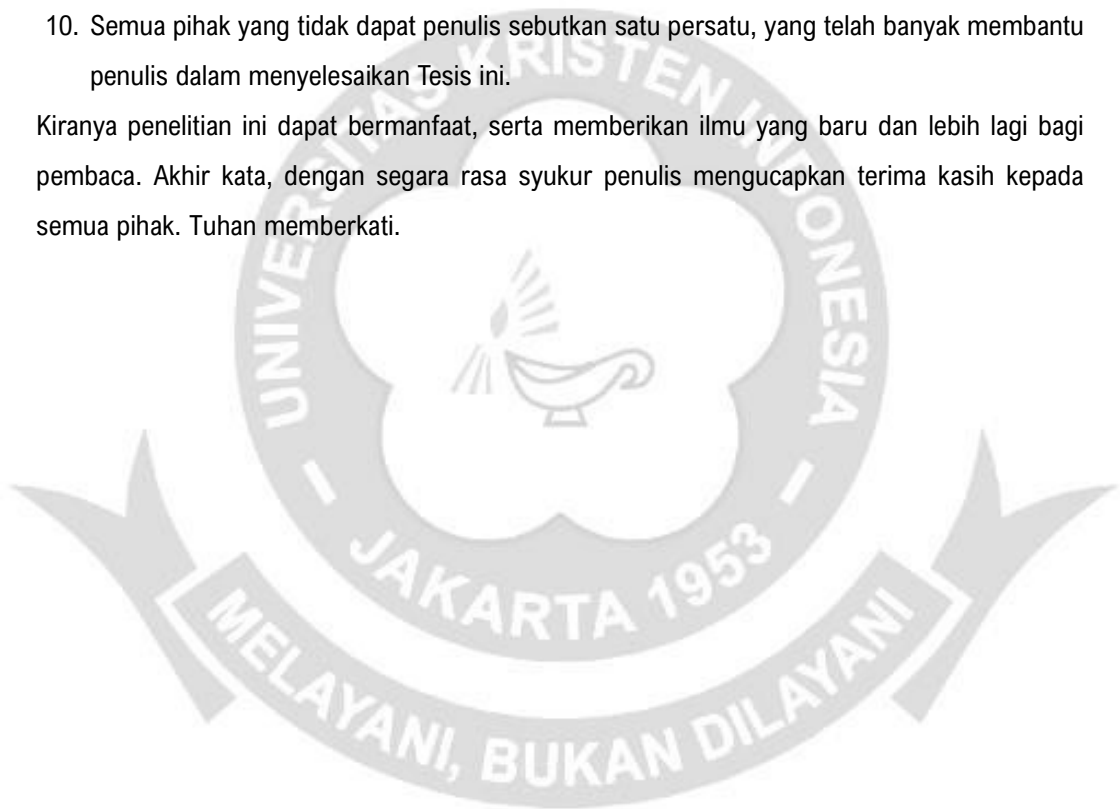 10. Semua pihak yang tidak dapat penulis sebutkan satu persatu, yang telah banyak membantu
penulis dalam menyelesaikan Tesis ini.
Kiranya penelitian ini dapat bermanfaat, serta memberikan ilmu yang baru dan lebih lagi bagi
pembaca. Akhir kata, dengan segara rasa syukur penulis mengucapkan terima kasih kepada
semua pihak. Tuhan memberkati.
UNIVERSITAS KRISTEN INDONESIA
- JAKARTA 1953 -
MELAYANI, BUKAN DILAYANI